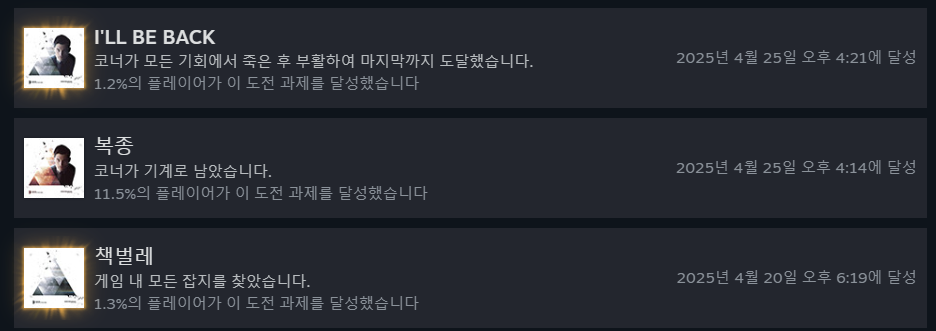 I'LL BE BACK
코너가 모든 기회에서 죽은 후 부활하여 마지막까지 도달했습니다.
2025년 4월 25일 오후 4:21에 달성
1.2%의 플레이어가 이 도전 과제를 달성했습니다
복종
코너가 기계로 남았습니다.
2025년 4월 25일 오후 4:14에 달성
11.5%의 플레이어가 이 도전 과제를 달성했습니다
책벌레
게임 내 모든 잡지를 찾았습니다.
2025년 4월 20일 오후 6:19에 달성
1.3%의 플레이어가 이 도전 과제를 달성했습니다